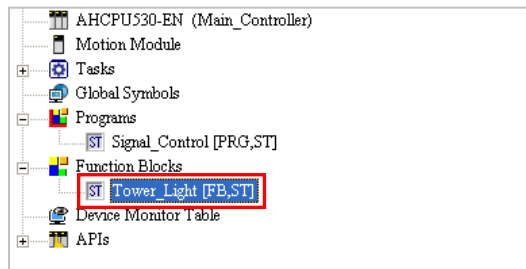 AHCPU530-EN (Main_Controller)
Motion Module
Tasks
Global Symbols
Programs
ST Signal_Control [PRG,ST]
Function Blocks
ST Tower_Light [FB,ST]
Device Monitor Table
APIs